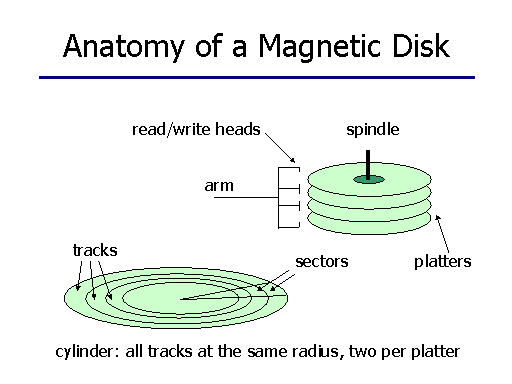 Anatomy of a Magnetic Disk
read/write heads
spindle
arm
tracks
sectors
platters
cylinder: all tracks at the same radius, two per platter